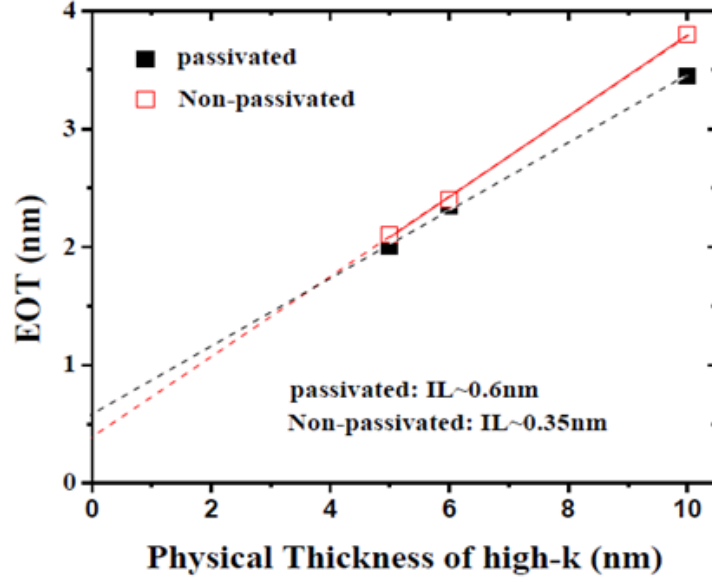 4
passivated
Non-passivated
3
EOT (nm)
2
1
passivated: IL~0.6nm
Non-passivated: IL~0.35nm
0
0 2 4 6 8 10
Physical Thickness of high-k (nm)